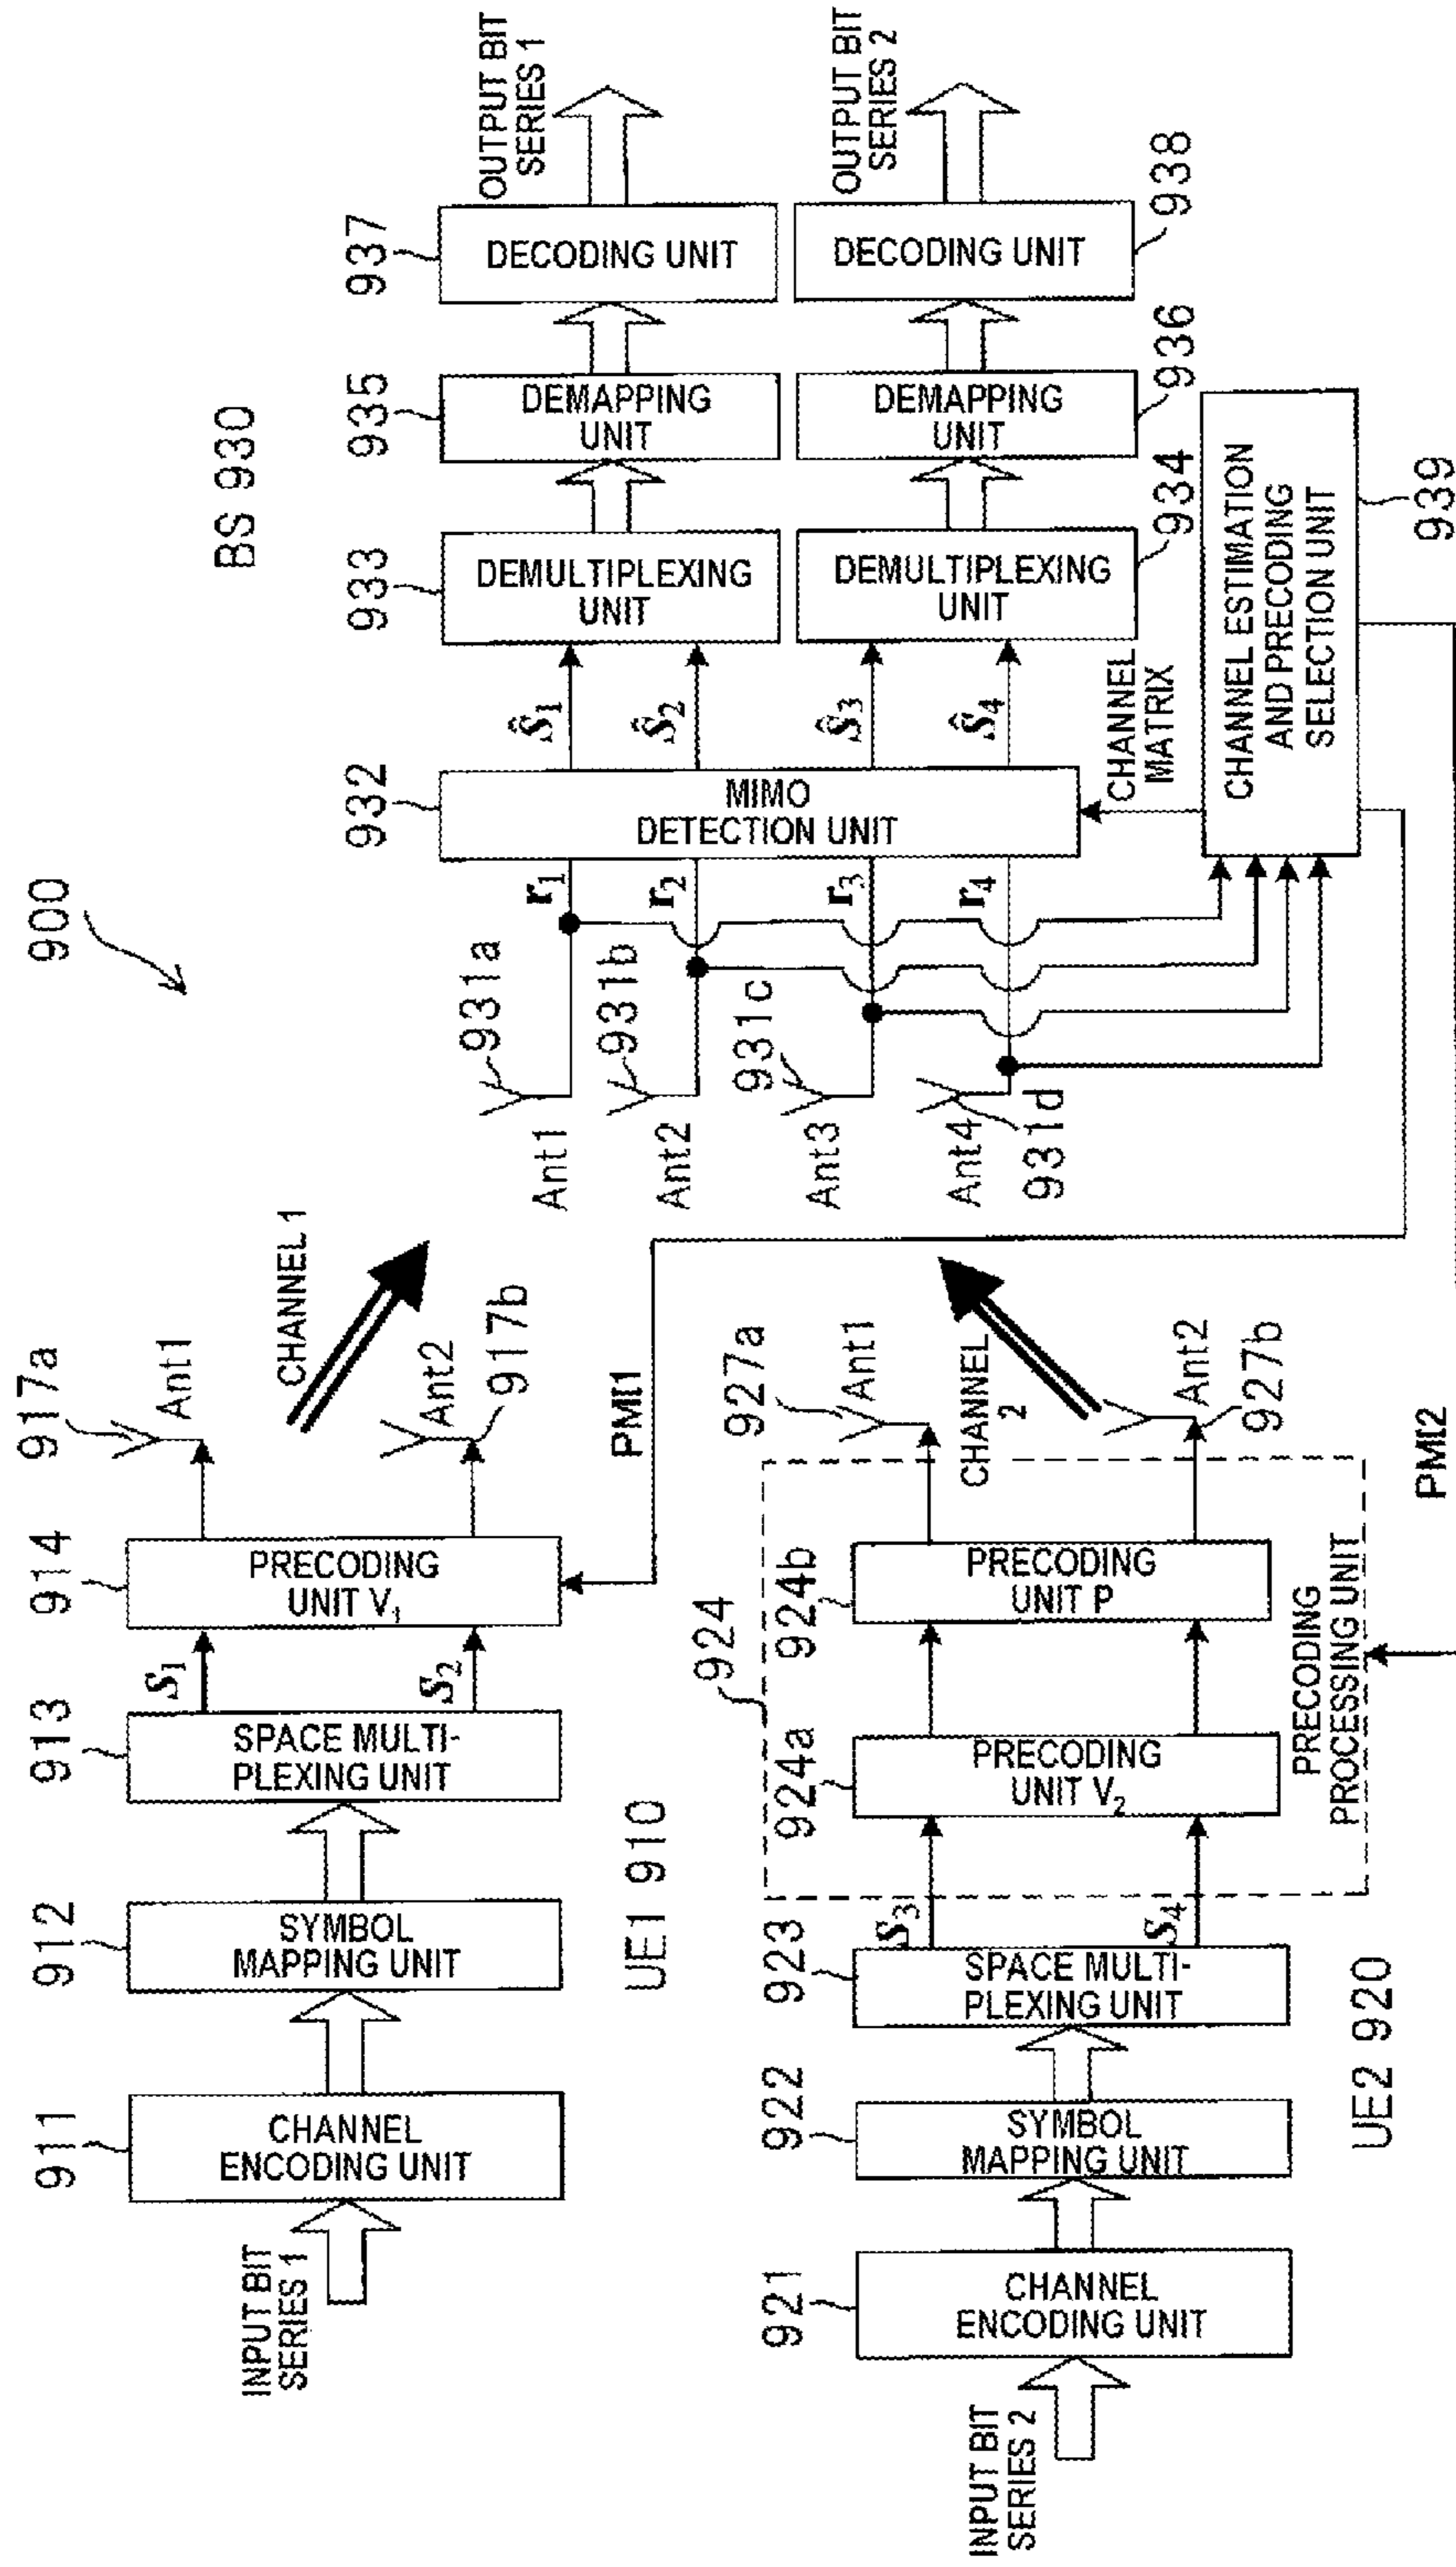 900
UE1 910
INPUT BIT
SERIES 1
911
CHANNEL
ENCODING UNIT
912
SYMBOL
MAPPING UNIT
913
SPACE MULTI-
PLEXING UNIT
S1
S2
914
PRECODING
UNIT V1
917a
Ant1
Ant2
917b
CHANNEL 1
PMI1
UE2 920
INPUT BIT
SERIES 2
921
CHANNEL
ENCODING UNIT
922
SYMBOL
MAPPING UNIT
923
SPACE MULTI-
PLEXING UNIT
S3
S4
924
924a
PRECODING
UNIT V2
924b
PRECODING
UNIT P
PRECODING
PROCESSING UNIT
927a
Ant1
Ant2
927b
CHANNEL
2
PMI2
BS 930
Ant1
931a
Ant2
931b
Ant3
931c
Ant4
931d
r1
r2
r3
r4
932
MIMO
DETECTION UNIT
CHANNEL
MATRIX
ŝ1
ŝ2
ŝ3
ŝ4
933
DEMULTIPLEXING
UNIT
DEMULTIPLEXING
UNIT
934
935
DEMAPPING
UNIT
DEMAPPING
UNIT
936
937
DECODING UNIT
DECODING UNIT
938
OUTPUT BIT
SERIES 1
OUTPUT BIT
SERIES 2
CHANNEL ESTIMATION
AND PRECODING
SELECTION UNIT
939